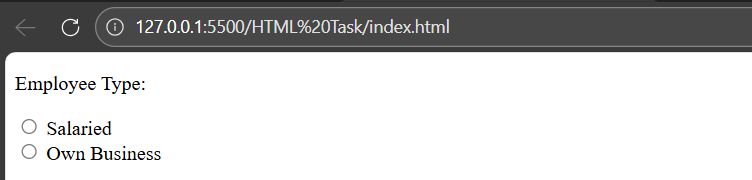 127.0.0.1:5500/HTML%20Task/index.html
Employee Type:
Salaried
Own Business